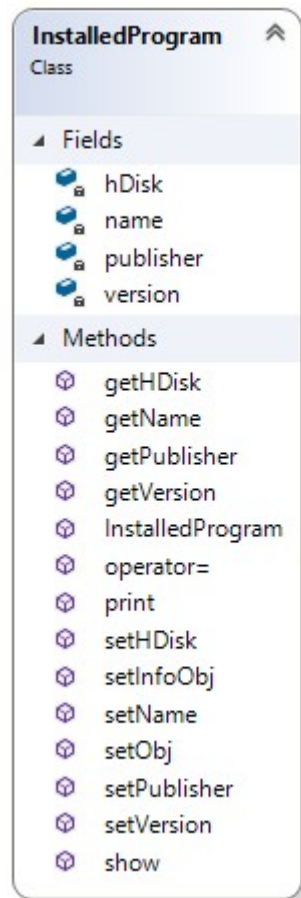 InstalledProgram
Class
Fields
hDisk
name
publisher
version
Methods
getHDisk
getName
getPublisher
getVersion
InstalledProgram
operator=
print
setHDisk
setInfoObj
setName
setObj
setPublisher
setVersion
show